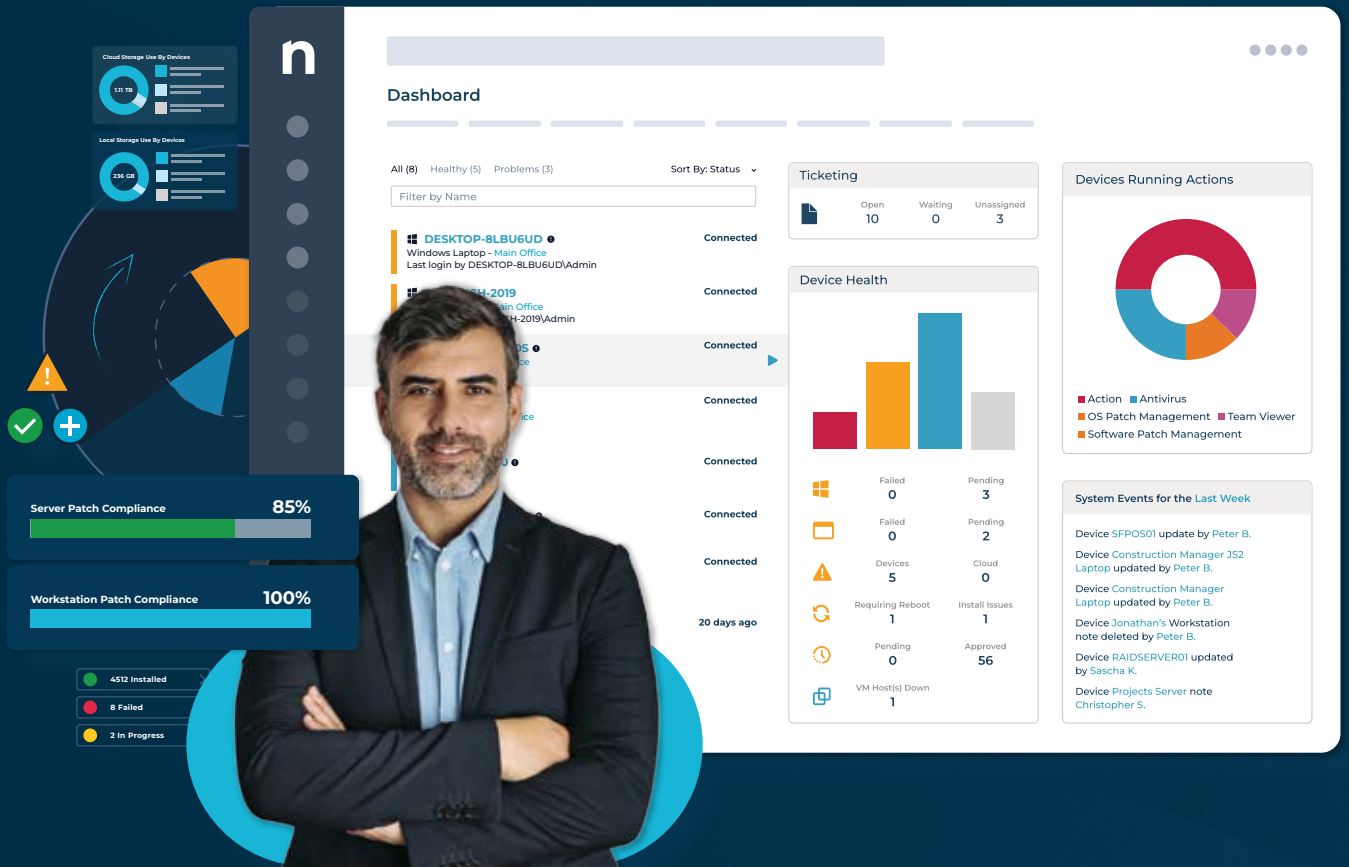 Cloud Storage Use By Devices
1.11 TB
Local Storage Use By Devices
236 GB
Server Patch Compliance
85%
Workstation Patch Compliance
100%
4512 Installed
8 Failed
2 In Progress
n
Dashboard
All (8) Healthy (5) Problems (3)
Sort By: Status
Filter by Name
DESKTOP-8LBU6UD
Connected
Windows Laptop - Main Office
Last login by DESKTOP-8LBU6UD\Admin
-2019
Connected
Office
-2019\Admin
Connected
Connected
Connected
Connected
Connected
20 days ago
Ticketing
Open Waiting Unassigned
10 0 3
Device Health
Failed Pending
0 3
Failed Pending
0 2
Devices Cloud
5 0
Requiring Reboot Install Issues
1 1
Pending Approved
0 56
VM Host(s) Down
1
Devices Running Actions
Action Antivirus
OS Patch Management Team Viewer
Software Patch Management
System Events for the Last Week
Device SFPOS01 update by Peter B.
Device Construction Manager JS2
Laptop updated by Peter B.
Device Construction Manager
Laptop updated by Peter B.
Device Jonathan's Workstation
note deleted by Peter B.
Device RAIDSERVER01 updated
by Sascha K.
Device Projects Server note
Christopher S.